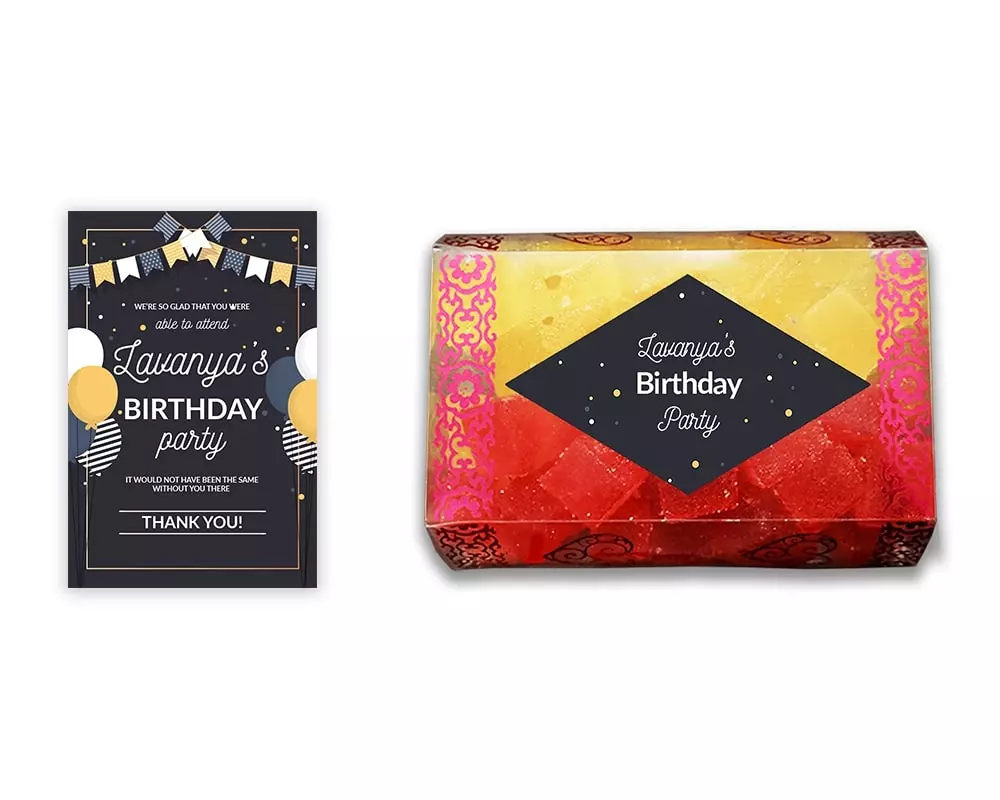 WE'RE SO GLAD THAT YOU WERE
able to attend
Lavanya's
BIRTHDAY
party
IT WOULD NOT HAVE BEEN THE SAME
WITHOUT YOU THERE
THANK YOU!
Lavanya's
Birthday
Party